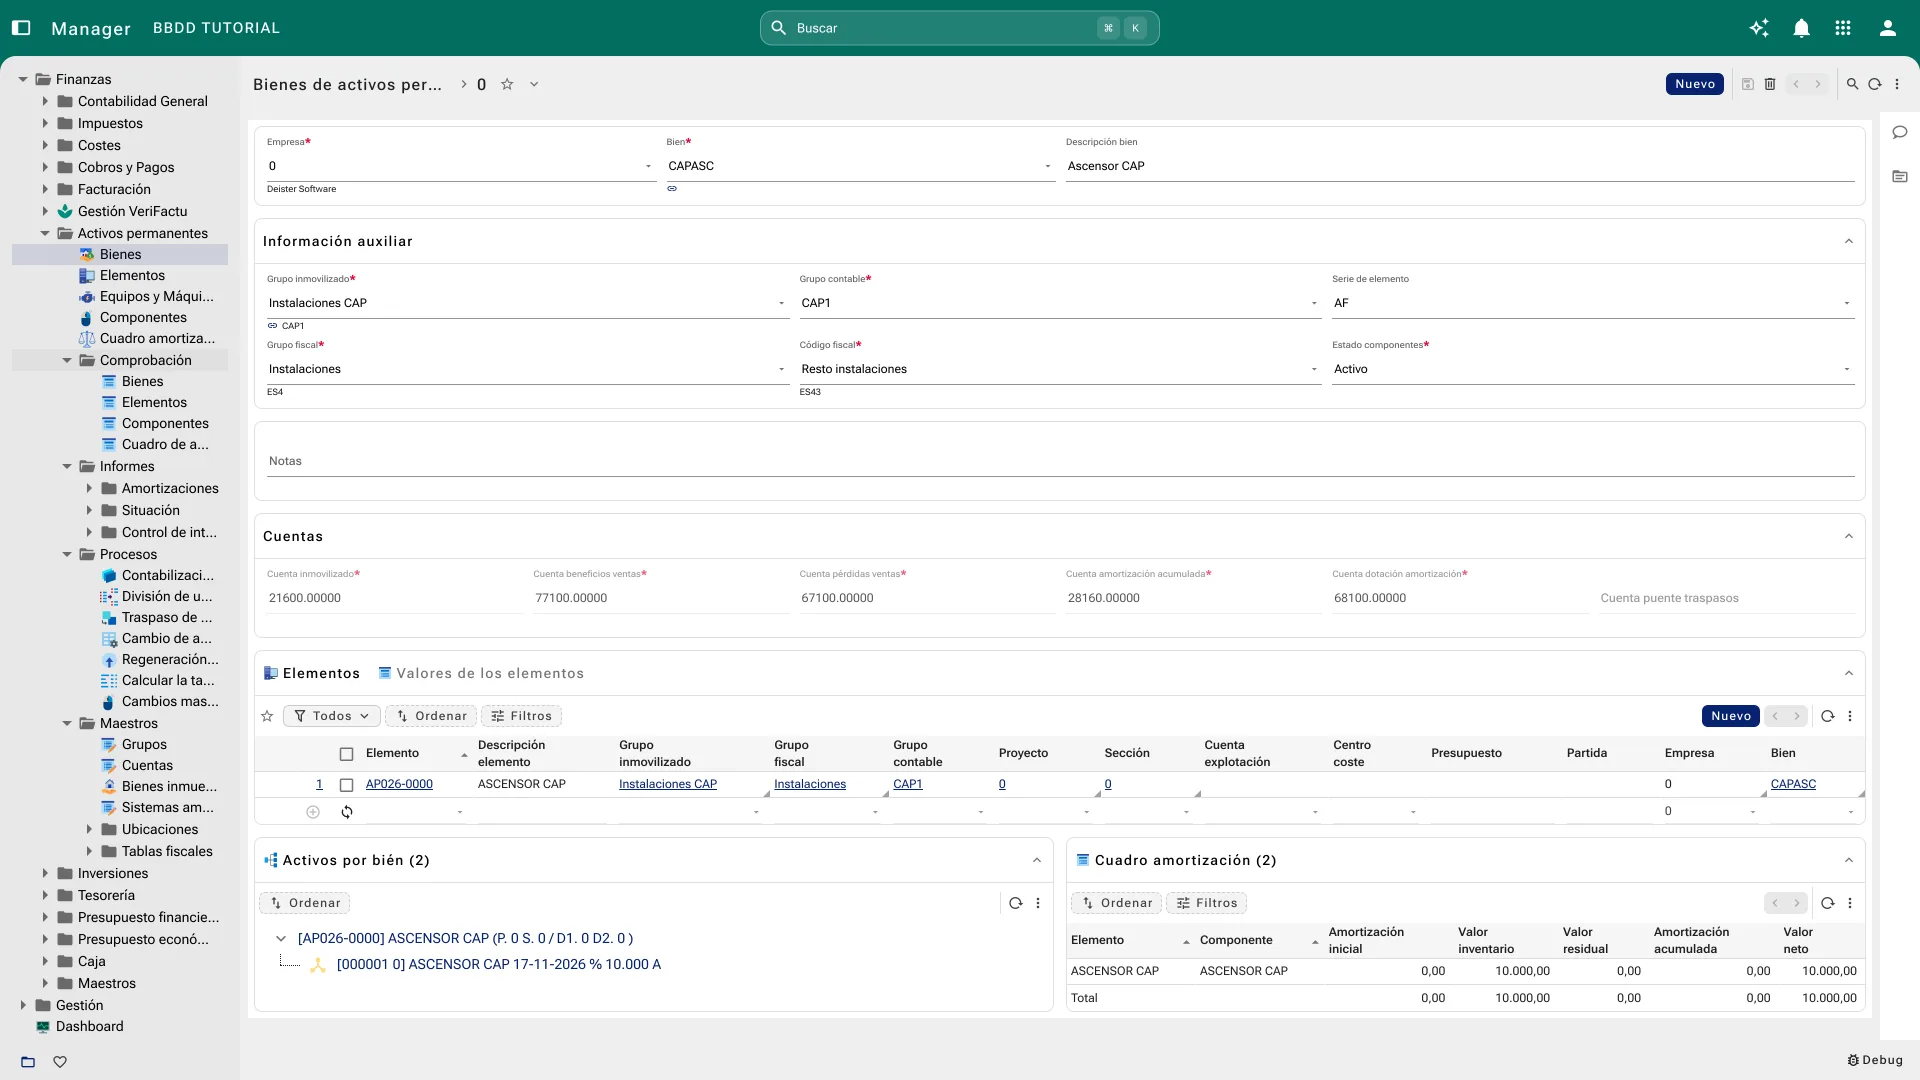 Manager BBDD TUTORIAL
Buscar ⌘ K
Finanzas
Contabilidad General
Impuestos
Costes
Cobros y Pagos
Facturación
Gestión VeriFactu
Activos permanentes
Bienes
Elementos
Equipos y Máqui...
Componentes
Cuadro amortiza...
Comprobación
Bienes
Elementos
Componentes
Cuadro de a...
Informes
Amortizaciones
Situación
Control de int...
Procesos
Contabilizaci...
División de u...
Traspaso de ...
Cambio de a...
Regeneración...
Calcular la ta...
Cambios mas...
Maestros
Grupos
Cuentas
Bienes inmue...
Sistemas am...
Ubicaciones
Tablas fiscales
Inversiones
Tesorería
Presupuesto financie...
Presupuesto econó...
Caja
Maestros
Gestión
Dashboard
Bienes de activos per... > 0
Nuevo
Empresa* Bien* Descripción bien
0 CAPASC Ascensor CAP
Deister Software
Información auxiliar
Grupo inmovilizado* Grupo contable* Serie de elemento
Instalaciones CAP CAP1 AF
CAP1
Grupo fiscal* Código fiscal* Estado componentes*
Instalaciones Resto instalaciones Activo
ES4 ES43
Notas
Cuentas
Cuenta inmovilizado* Cuenta beneficios ventas* Cuenta pérdidas ventas* Cuenta amortización acumulada* Cuenta dotación amortización*
21600.00000 77100.00000 67100.00000 28160.00000 68100.00000 Cuenta puente traspasos
Elementos Valores de los elementos
Todos Ordenar Filtros Nuevo
Elemento Descripción elemento Grupo inmovilizado Grupo fiscal Grupo contable Proyecto Sección Cuenta explotación Centro coste Presupuesto Partida Empresa Bien
1 AP026-0000 ASCENSOR CAP Instalaciones CAP Instalaciones CAP1 0 0 0 CAPASC
0
Activos por bién (2)
Ordenar
[AP026-0000] ASCENSOR CAP (P. 0 S. 0 / D1. 0 D2. 0 )
[000001 0] ASCENSOR CAP 17-11-2026 % 10.000 A
Cuadro amortización (2)
Ordenar Filtros
Elemento Componente Amortización inicial Valor inventario Valor residual Amortización acumulada Valor neto
ASCENSOR CAP ASCENSOR CAP 0,00 10.000,00 0,00 0,00 10.000,00
Total 0,00 10.000,00 0,00 0,00 10.000,00
Debug